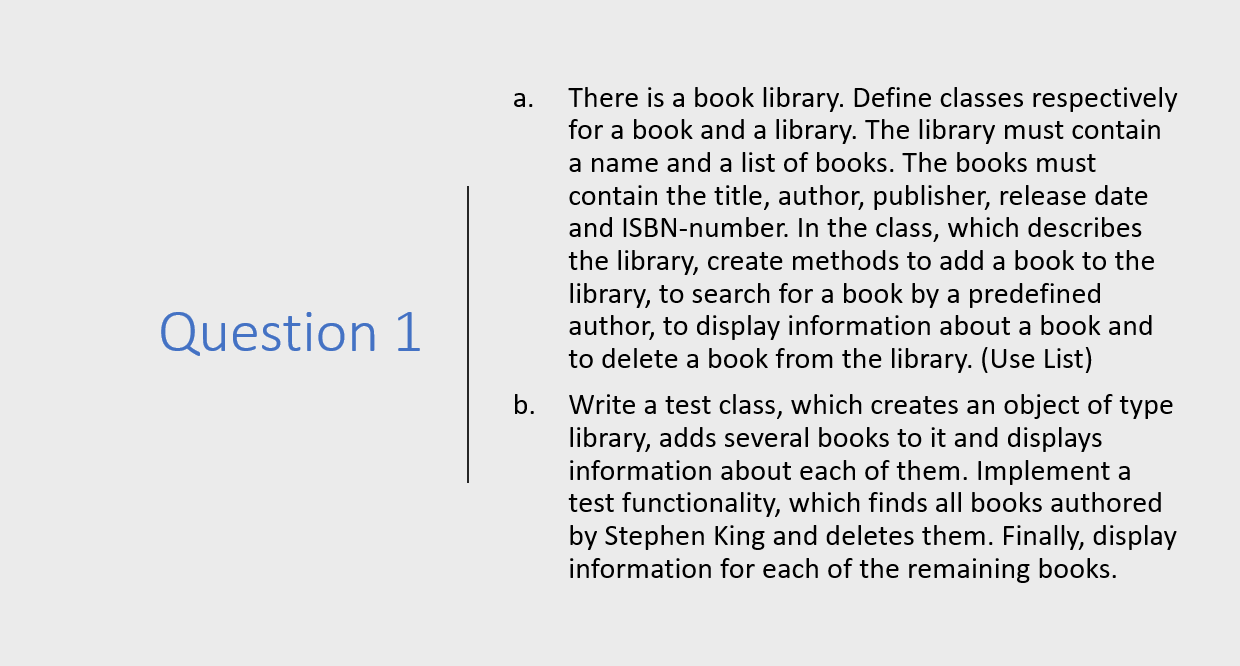 Question 1
a. There is a book library. Define classes respectively
for a book and a library. The library must contain
a name and a list of books. The books must
contain the title, author, publisher, release date
and ISBN-number. In the class, which describes
the library, create methods to add a book to the
library, to search for a book by a predefined
author, to display information about a book and
to delete a book from the library. (Use List)
b. Write a test class, which creates an object of type
library, adds several books to it and displays
information about each of them. Implement a
test functionality, which finds all books authored
by Stephen King and deletes them. Finally, display
information for each of the remaining books.